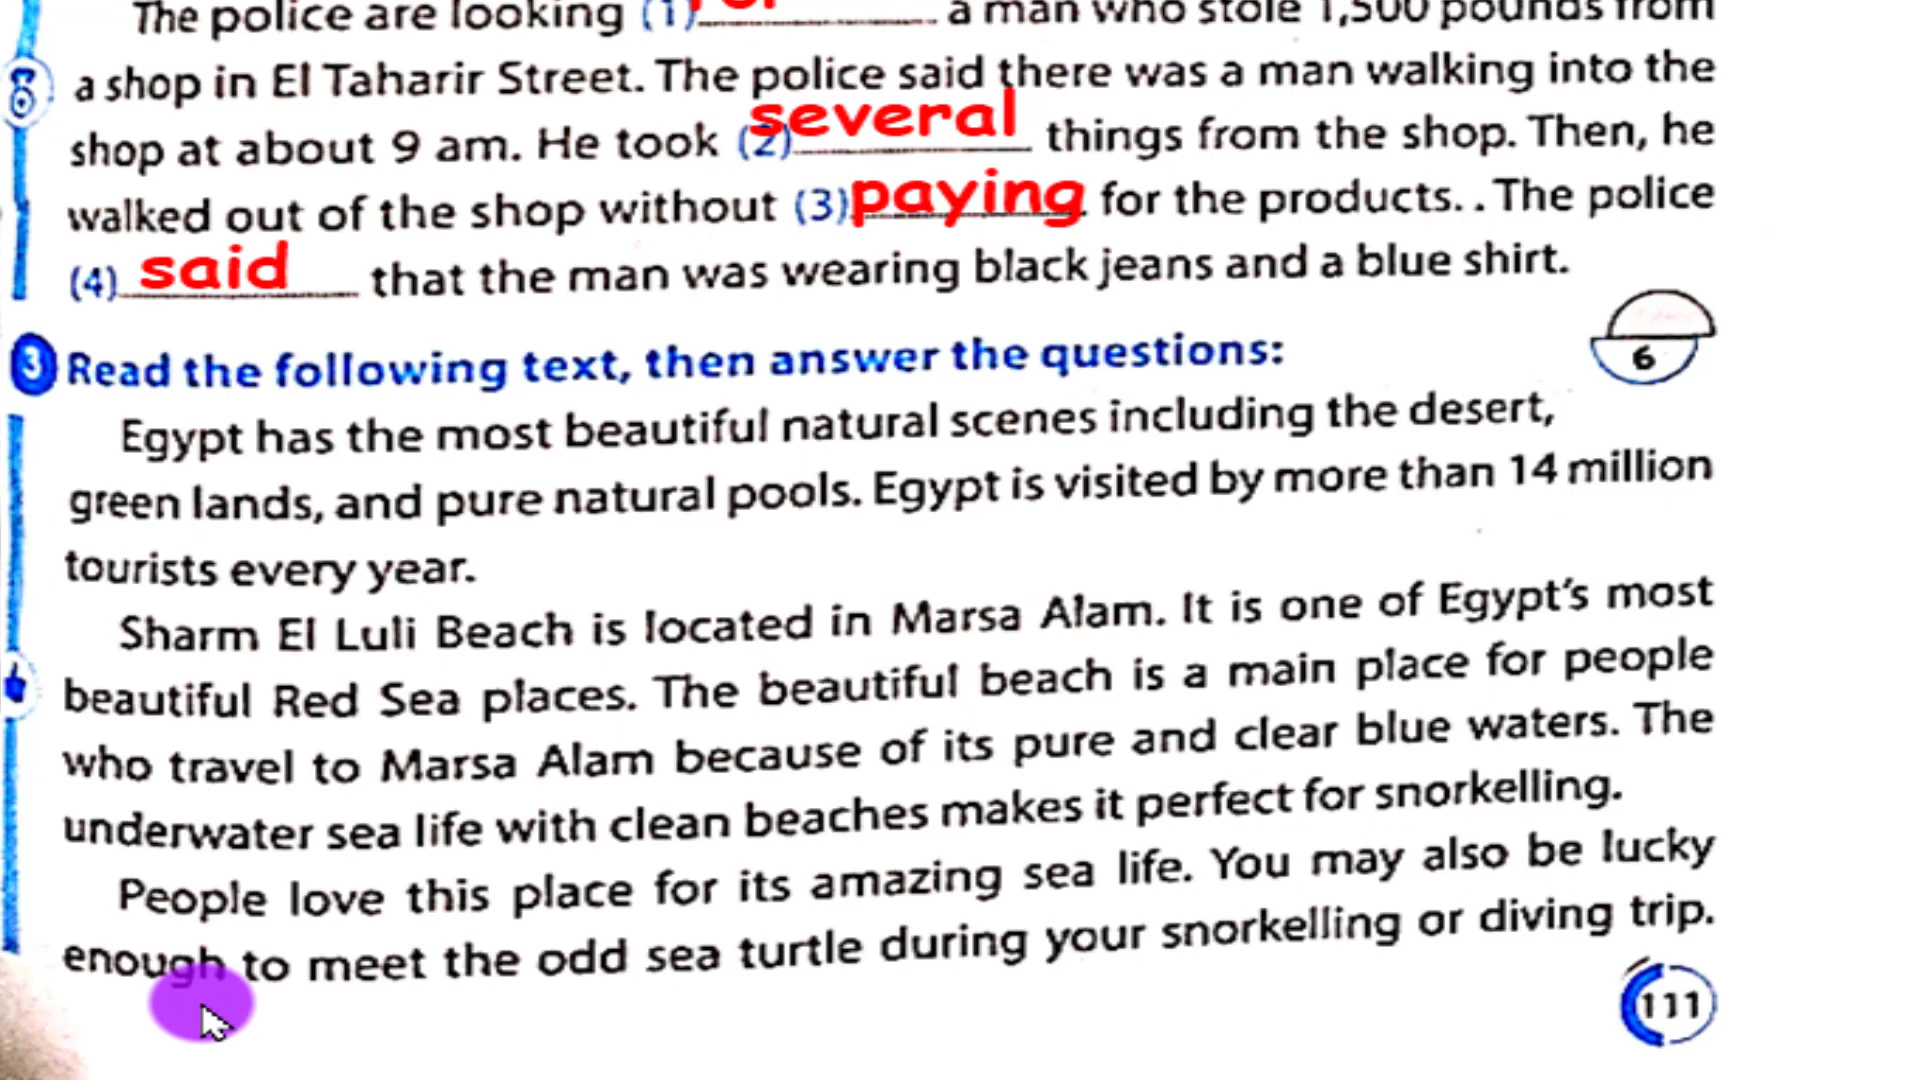 The police are looking (1) for a man who stole 1,500 pounds from
a shop in El Taharir Street. The police said there was a man walking into the
shop at about 9 am. He took (2) several things from the shop. Then, he
walked out of the shop without (3) paying for the products. . The police
(4) said that the man was wearing black jeans and a blue shirt.
3 Read the following text, then answer the questions:
6
Egypt has the most beautiful natural scenes including the desert,
green lands, and pure natural pools. Egypt is visited by more than 14 million
tourists every year.
Sharm El Luli Beach is located in Marsa Alam. It is one of Egypt's most
beautiful Red Sea places. The beautiful beach is a main place for people
who travel to Marsa Alam because of its pure and clear blue waters. The
underwater sea life with clean beaches makes it perfect for snorkelling.
People love this place for its amazing sea life. You may also be lucky
enough to meet the odd sea turtle during your snorkelling or diving trip.
111